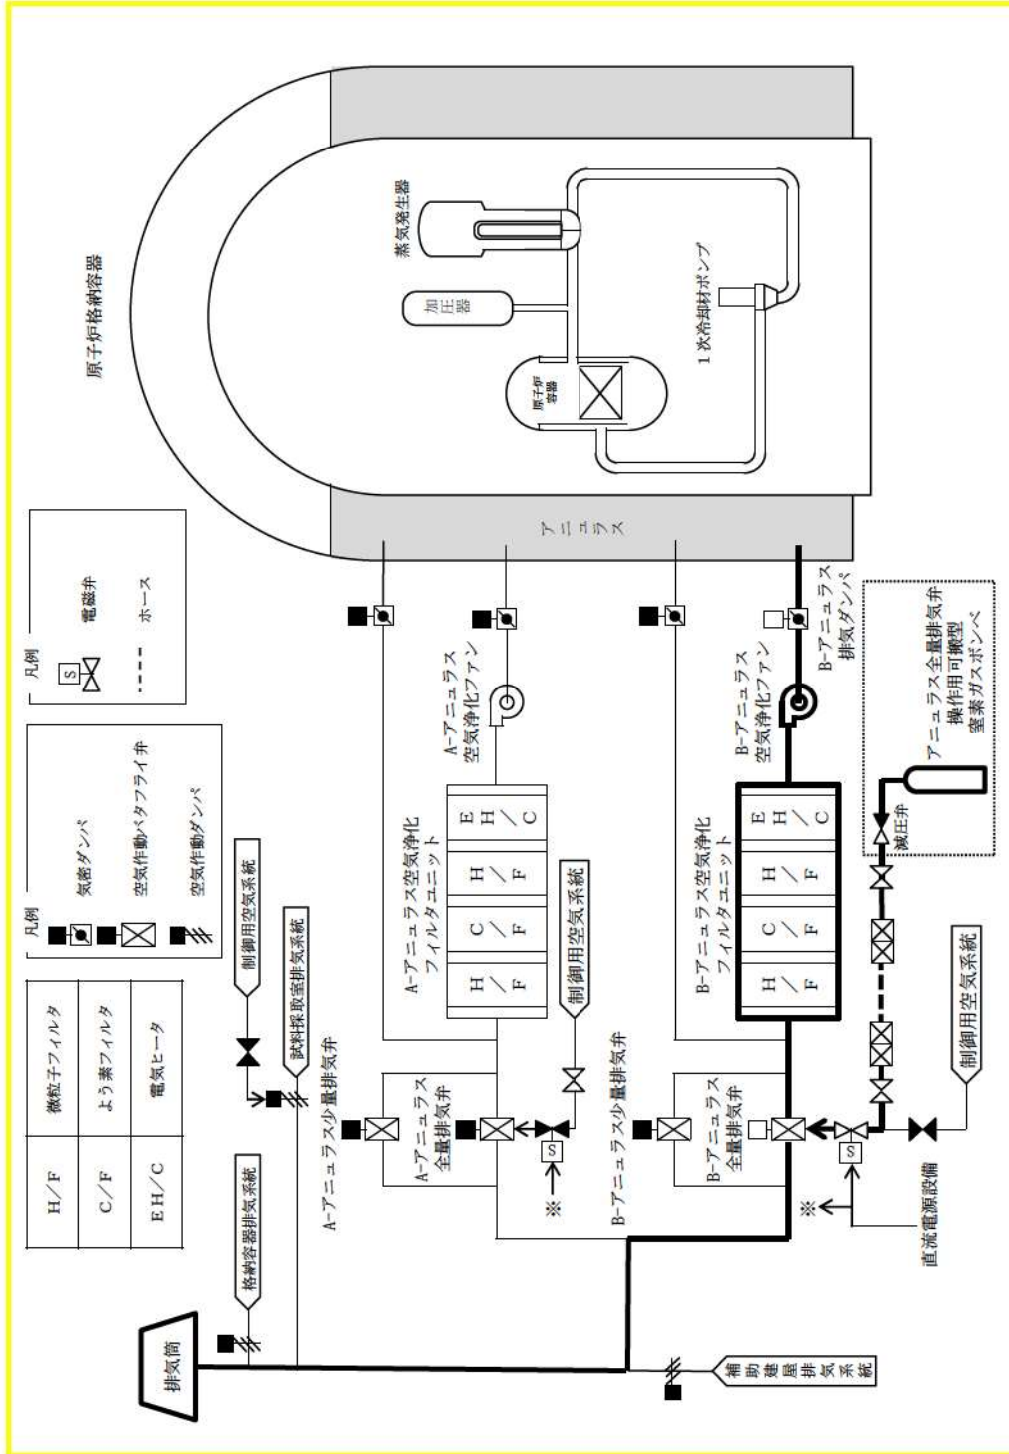 原子炉格納容器
蒸気発生器
加圧器
原子炉
容器
1次冷却材ポンプ
アニュラス
凡例
S
電磁弁
ホース
凡例
気密ダンパ
空気作動バタフライ弁
空気作動ダンパ
H/F
微粒子フィルタ
C/F
よう素フィルタ
EH/C
電気ヒータ
制御用空気系統
試料採取室排気系統
格納容器排気系統
排気筒
補助建屋排気系統
A-アニュラス少量排気弁
A-アニュラス
全量排気弁
S
※
制御用空気系統
A-アニュラス空気浄化
フィルタユニット
H/F
C/F
H/F
EH/C
A-アニュラス
空気浄化ファン
B-アニュラス少量排気弁
B-アニュラス
全量排気弁
S
※
直流電源設備
制御用空気系統
B-アニュラス空気浄化
フィルタユニット
H/F
C/F
H/F
EH/C
B-アニュラス
空気浄化ファン
B-アニュラス
排気ダンパ
減圧弁
アニュラス全量排気弁
操作用可搬型
窒素ガスボンベ